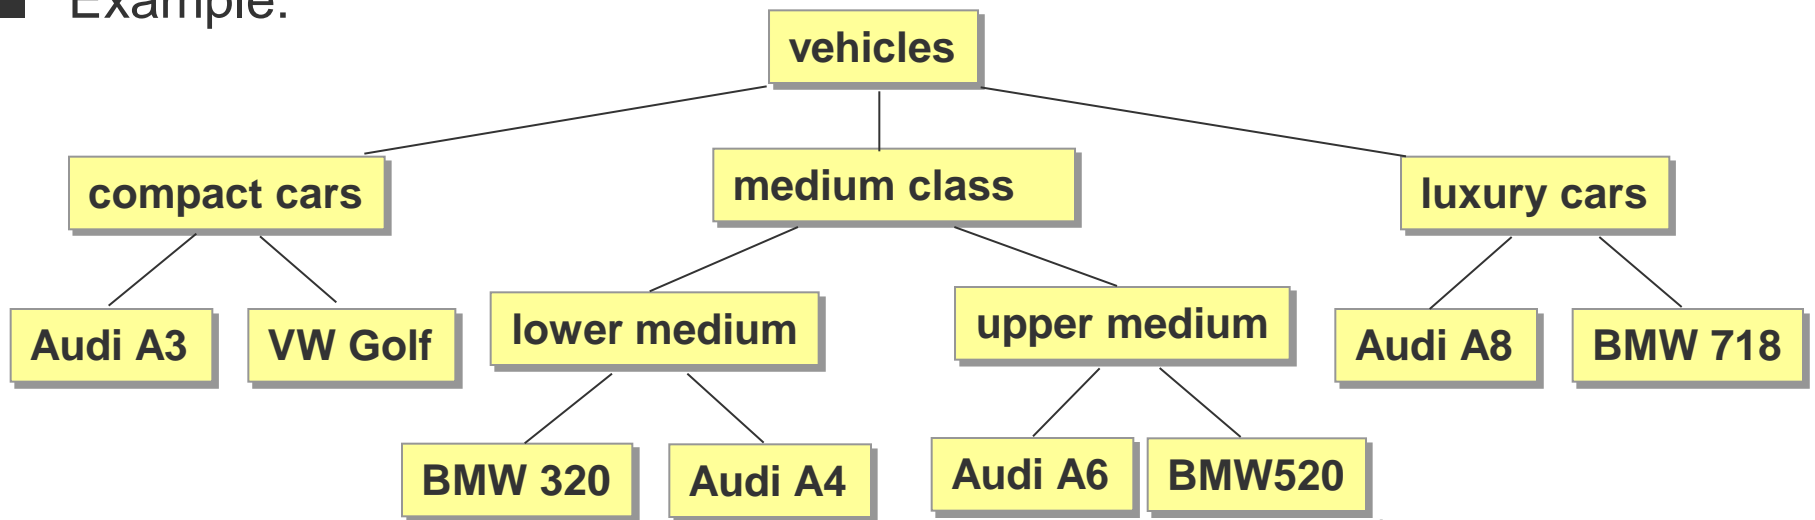 Example:
vehicles
compact cars
medium class
luxury cars
Audi A3
VW Golf
lower medium
upper medium
Audi A8
BMW 718
BMW 320
Audi A4
Audi A6
BMW520